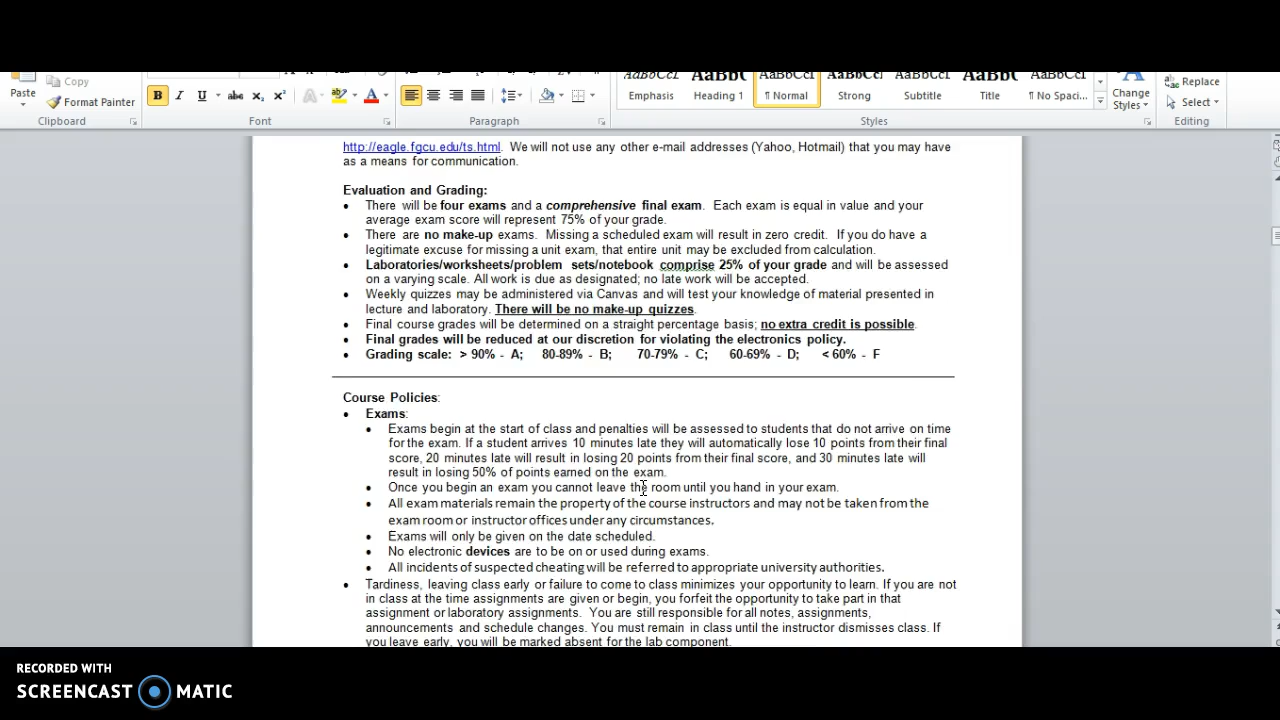 Copy
Replace
Paste
Format Painter
B I U abc x₂ x² A A
Emphasis Heading 1 ¶ Normal Strong Subtitle Title ¶ No Spaci... Change Styles Select
Clipboard Font Paragraph Styles Editing
http://eagle.fgcu.edu/ts.html. We will not use any other e-mail addresses (Yahoo, Hotmail) that you may have
as a means for communication.
Evaluation and Grading:
• There will be four exams and a comprehensive final exam. Each exam is equal in value and your
average exam score will represent 75% of your grade.
• There are no make-up exams. Missing a scheduled exam will result in zero credit. If you do have a
legitimate excuse for missing a unit exam, that entire unit may be excluded from calculation.
• Laboratories/worksheets/problem sets/notebook comprise 25% of your grade and will be assessed
on a varying scale. All work is due as designated; no late work will be accepted.
• Weekly quizzes may be administered via Canvas and will test your knowledge of material presented in
lecture and laboratory. There will be no make-up quizzes.
• Final course grades will be determined on a straight percentage basis; no extra credit is possible.
• Final grades will be reduced at our discretion for violating the electronics policy.
• Grading scale: > 90% - A; 80-89% - B; 70-79% - C; 60-69% - D; < 60% - F
Course Policies:
• Exams:
• Exams begin at the start of class and penalties will be assessed to students that do not arrive on time
for the exam. If a student arrives 10 minutes late they will automatically lose 10 points from their final
score, 20 minutes late will result in losing 20 points from their final score, and 30 minutes late will
result in losing 50% of points earned on the exam.
• Once you begin an exam you cannot leave the room until you hand in your exam.
• All exam materials remain the property of the course instructors and may not be taken from the
exam room or instructor offices under any circumstances.
• Exams will only be given on the date scheduled.
• No electronic devices are to be on or used during exams.
• All incidents of suspected cheating will be referred to appropriate university authorities.
• Tardiness, leaving class early or failure to come to class minimizes your opportunity to learn. If you are not
in class at the time assignments are given or begin, you forfeit the opportunity to take part in that
assignment or laboratory assignments. You are still responsible for all notes, assignments,
announcements and schedule changes. You must remain in class until the instructor dismisses class. If
you leave early, you will be marked absent for the lab component.
RECORDED WITH
SCREENCAST MATIC